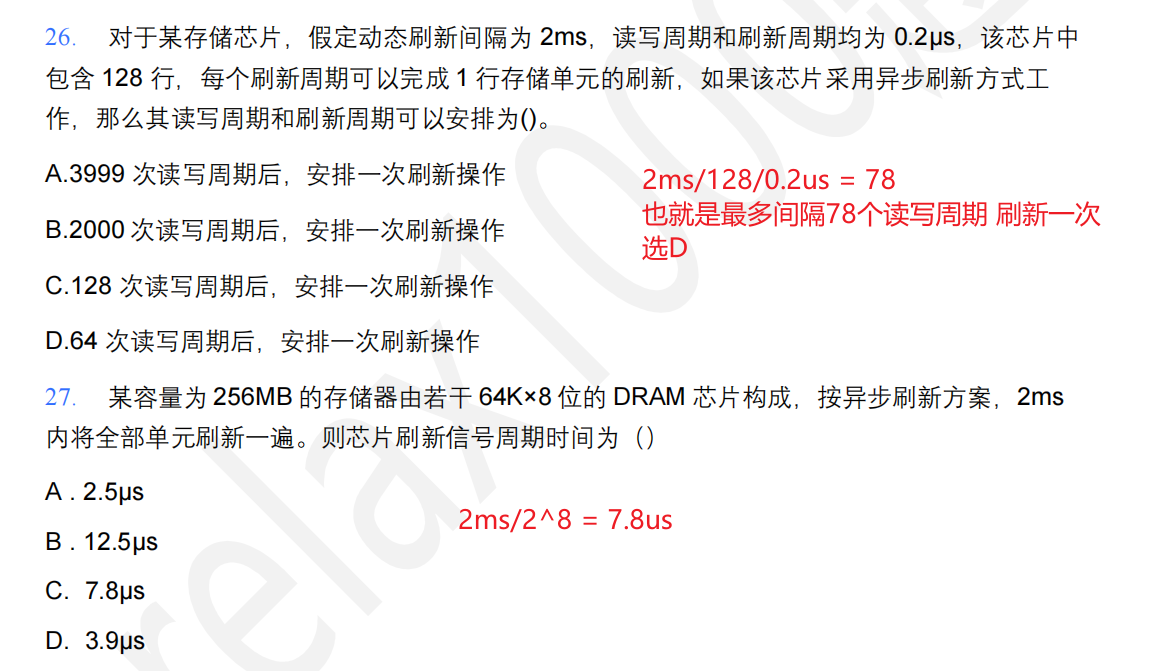 26. 对于某存储芯片，假定动态刷新间隔为 2ms，读写周期和刷新周期均为 0.2μs，该芯片中
包含 128 行，每个刷新周期可以完成 1 行存储单元的刷新，如果该芯片采用异步刷新方式工
作，那么其读写周期和刷新周期可以安排为()。
A.3999 次读写周期后，安排一次刷新操作
2ms/128/0.2us = 78
也就是最多间隔78个读写周期 刷新一次
选D
B.2000 次读写周期后，安排一次刷新操作
C.128 次读写周期后，安排一次刷新操作
D.64 次读写周期后，安排一次刷新操作
27. 某容量为 256MB 的存储器由若干 64K×8 位的 DRAM 芯片构成，按异步刷新方案，2ms
内将全部单元刷新一遍。则芯片刷新信号周期时间为（）
A . 2.5μs
2ms/2^8 = 7.8us
B . 12.5μs
C. 7.8μs
D. 3.9μs
relax100